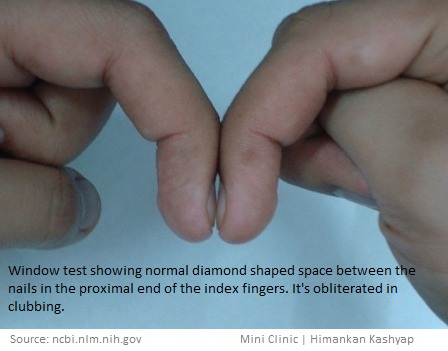 Window test showing normal diamond shaped space between the
nails in the proximal end of the index fingers. It's obliterated in
clubbing.
Source: ncbi.nlm.nih.gov Mini Clinic | Himankan Kashyap